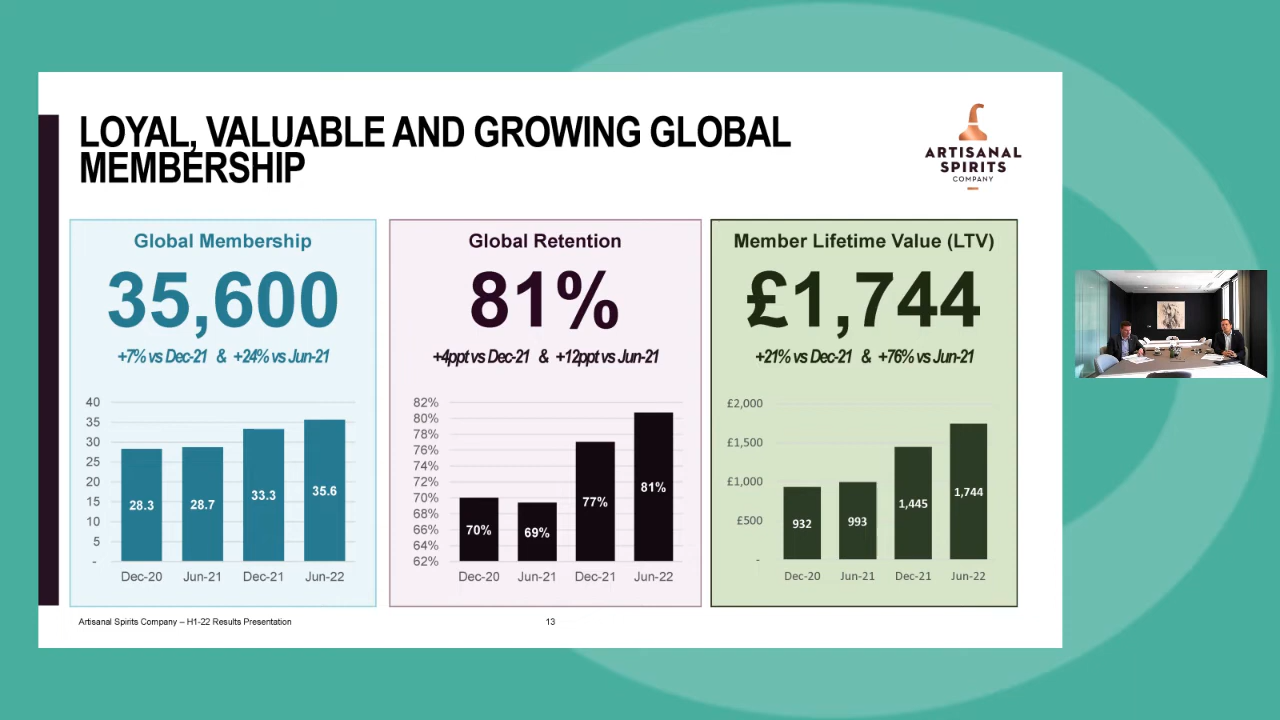 LOYAL, VALUABLE AND GROWING GLOBAL
MEMBERSHIP
ARTISANAL
SPIRITS
COMPANY
Global Membership
35,600
+7% vs Dec-21 & +24% vs Jun-21
40
35
30
25
20
15
10
5
-
28.3
28.7
33.3
35.6
Dec-20 Jun-21 Dec-21 Jun-22
Global Retention
81%
+4ppt vs Dec-21 & +12ppt vs Jun-21
82%
80%
78%
76%
74%
72%
70%
68%
66%
64%
62%
70%
69%
77%
81%
Dec-20 Jun-21 Dec-21 Jun-22
Member Lifetime Value (LTV)
£1,744
+21% vs Dec-21 & +76% vs Jun-21
£2,000
£1,500
£1,000
£500
-
932
993
1,445
1,744
Dec-20 Jun-21 Dec-21 Jun-22
Artisanal Spirits Company – H1-22 Results Presentation
13